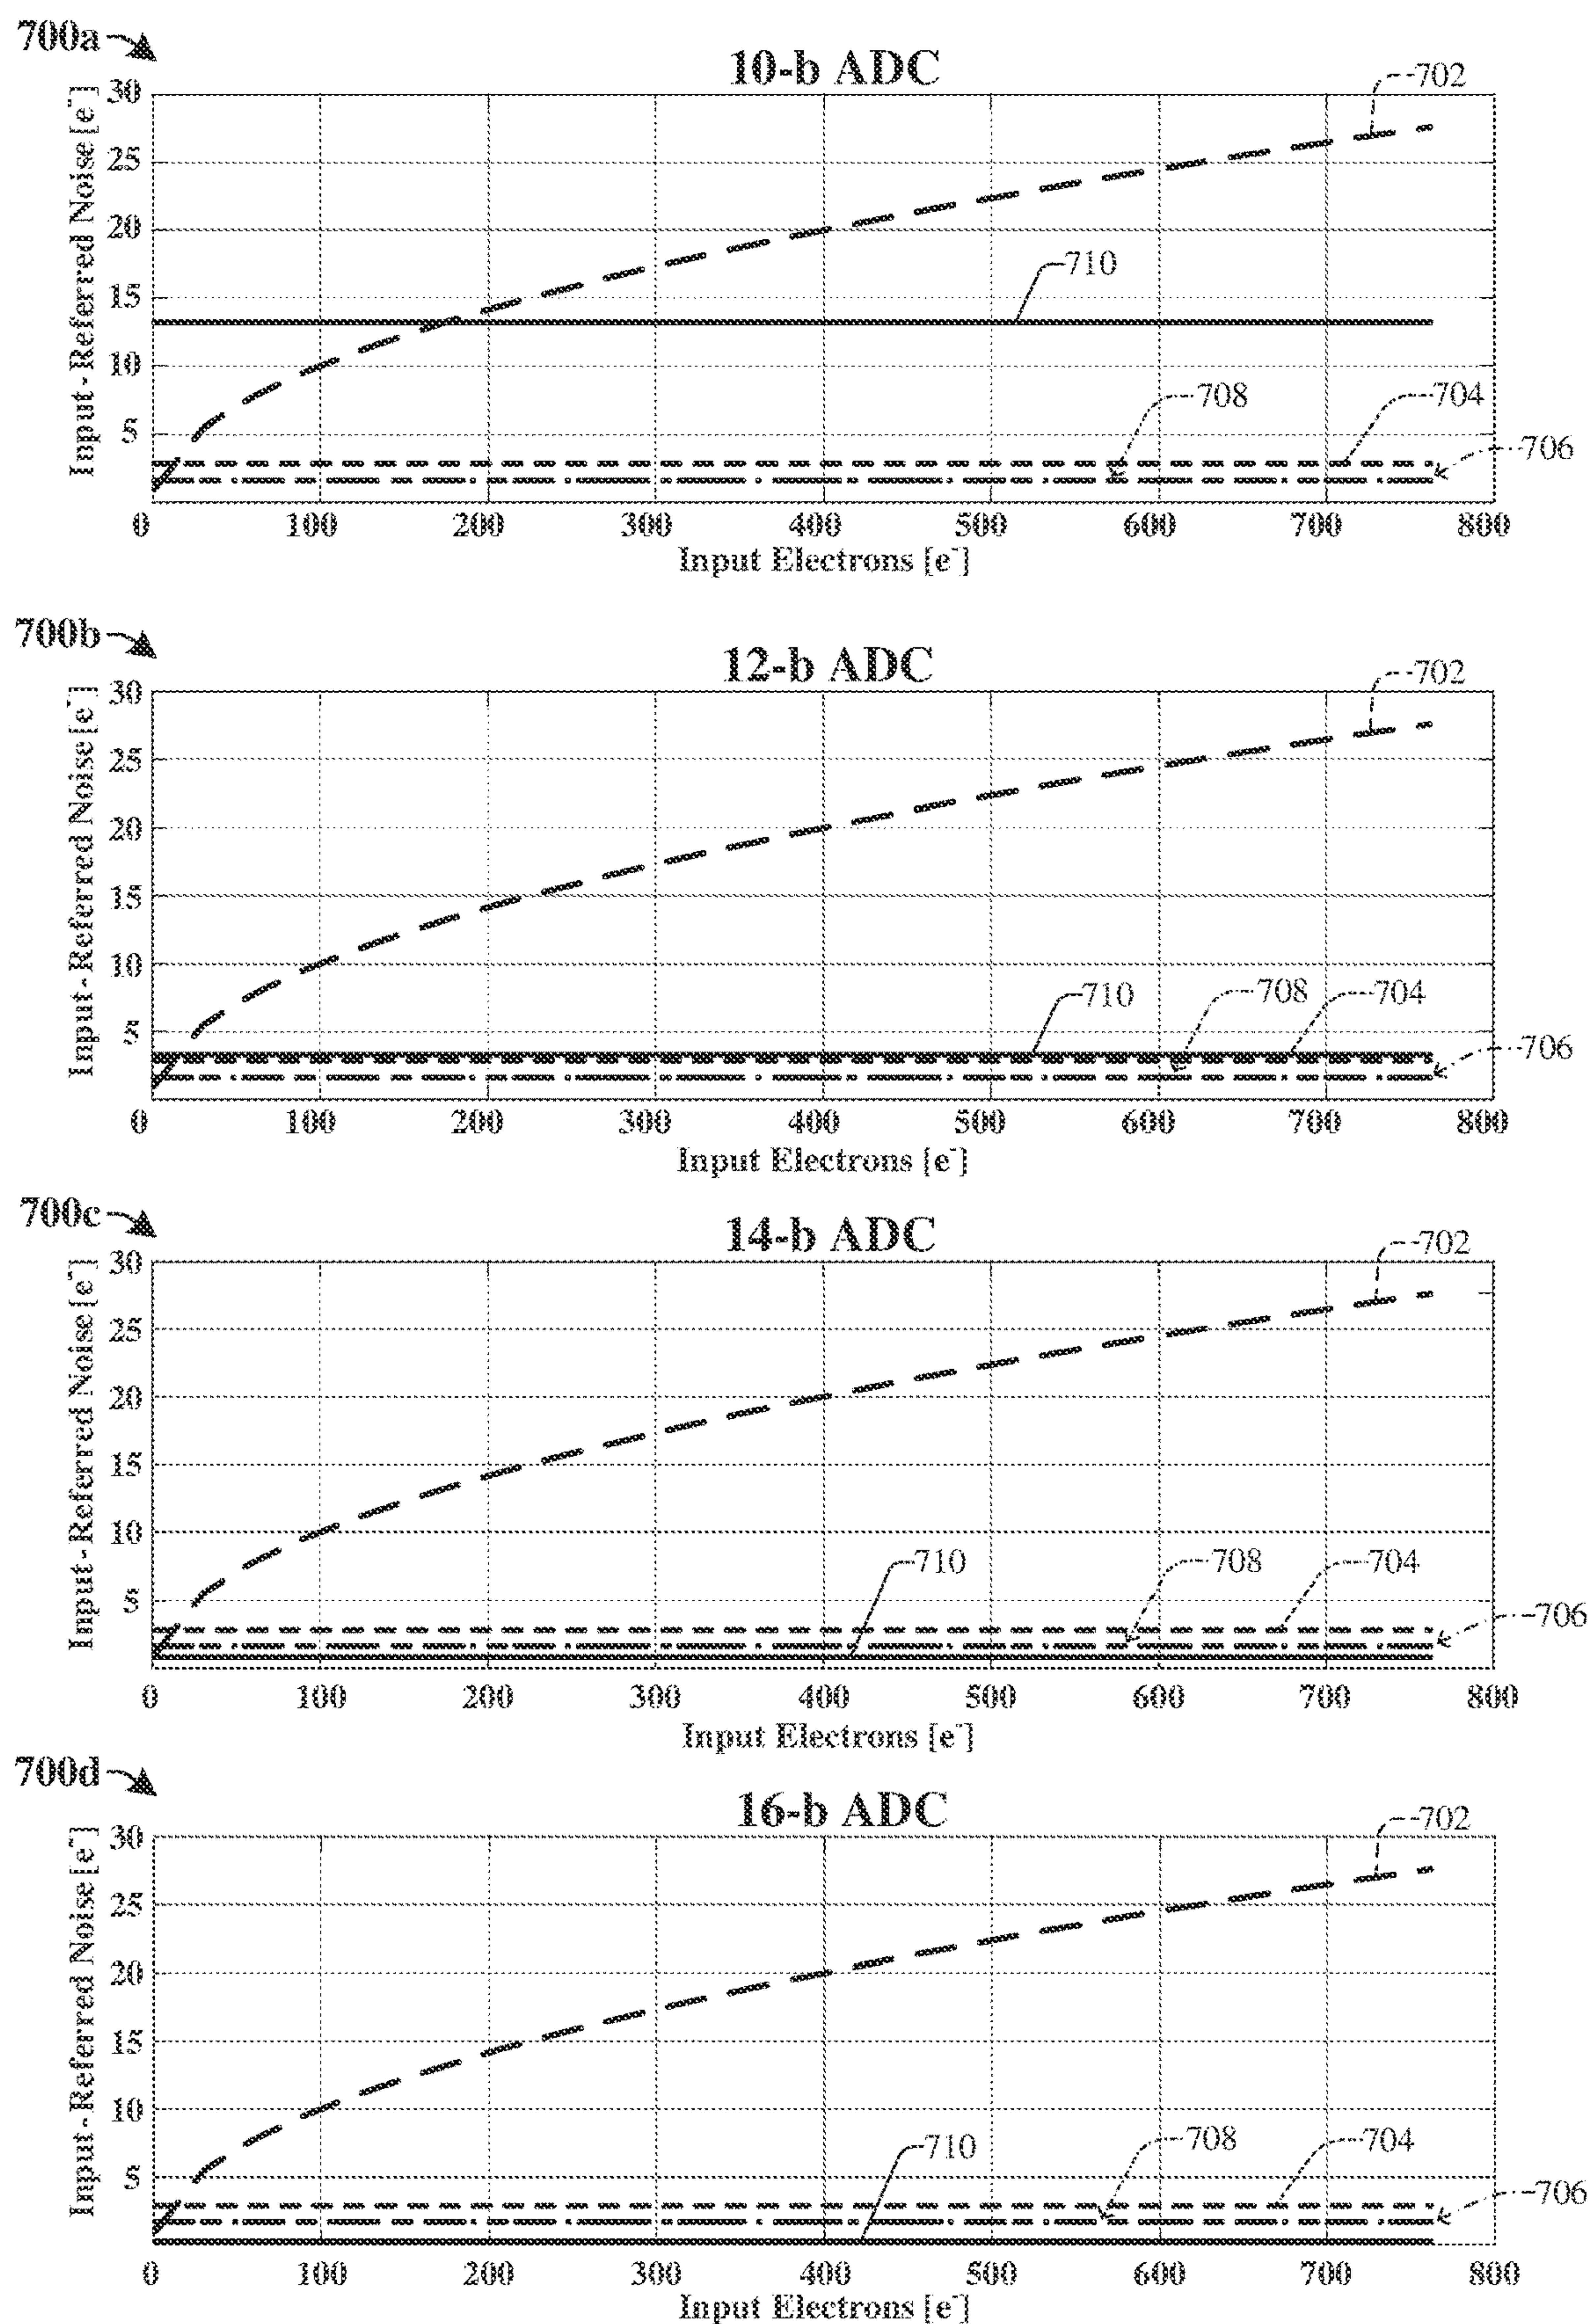 700a
10-b ADC
702
Input-Referred Noise [e-]
30
25
20
15
10
5
710
708
704
706
0 100 200 300 400 500 600 700 800
Input Electrons [e-]
700b
12-b ADC
702
Input-Referred Noise [e-]
30
25
20
15
10
5
710
708
704
706
0 100 200 300 400 500 600 700 800
Input Electrons [e-]
700c
14-b ADC
702
Input-Referred Noise [e-]
30
25
20
15
10
5
710
708
704
706
0 100 200 300 400 500 600 700 800
Input Electrons [e-]
700d
16-b ADC
702
Input-Referred Noise [e-]
30
25
20
15
10
5
710
708
704
706
0 100 200 300 400 500 600 700 800
Input Electrons [e-]